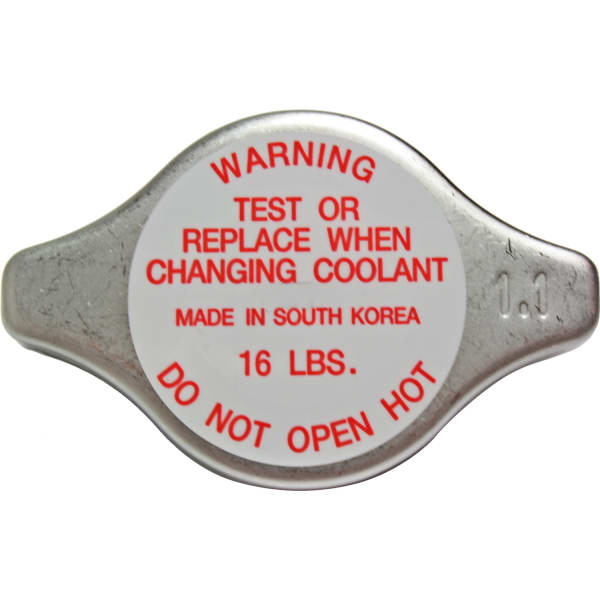 WARNING
TEST OR
REPLACE WHEN
CHANGING COOLANT
MADE IN SOUTH KOREA
16 LBS.
DO NOT OPEN HOT
1.1